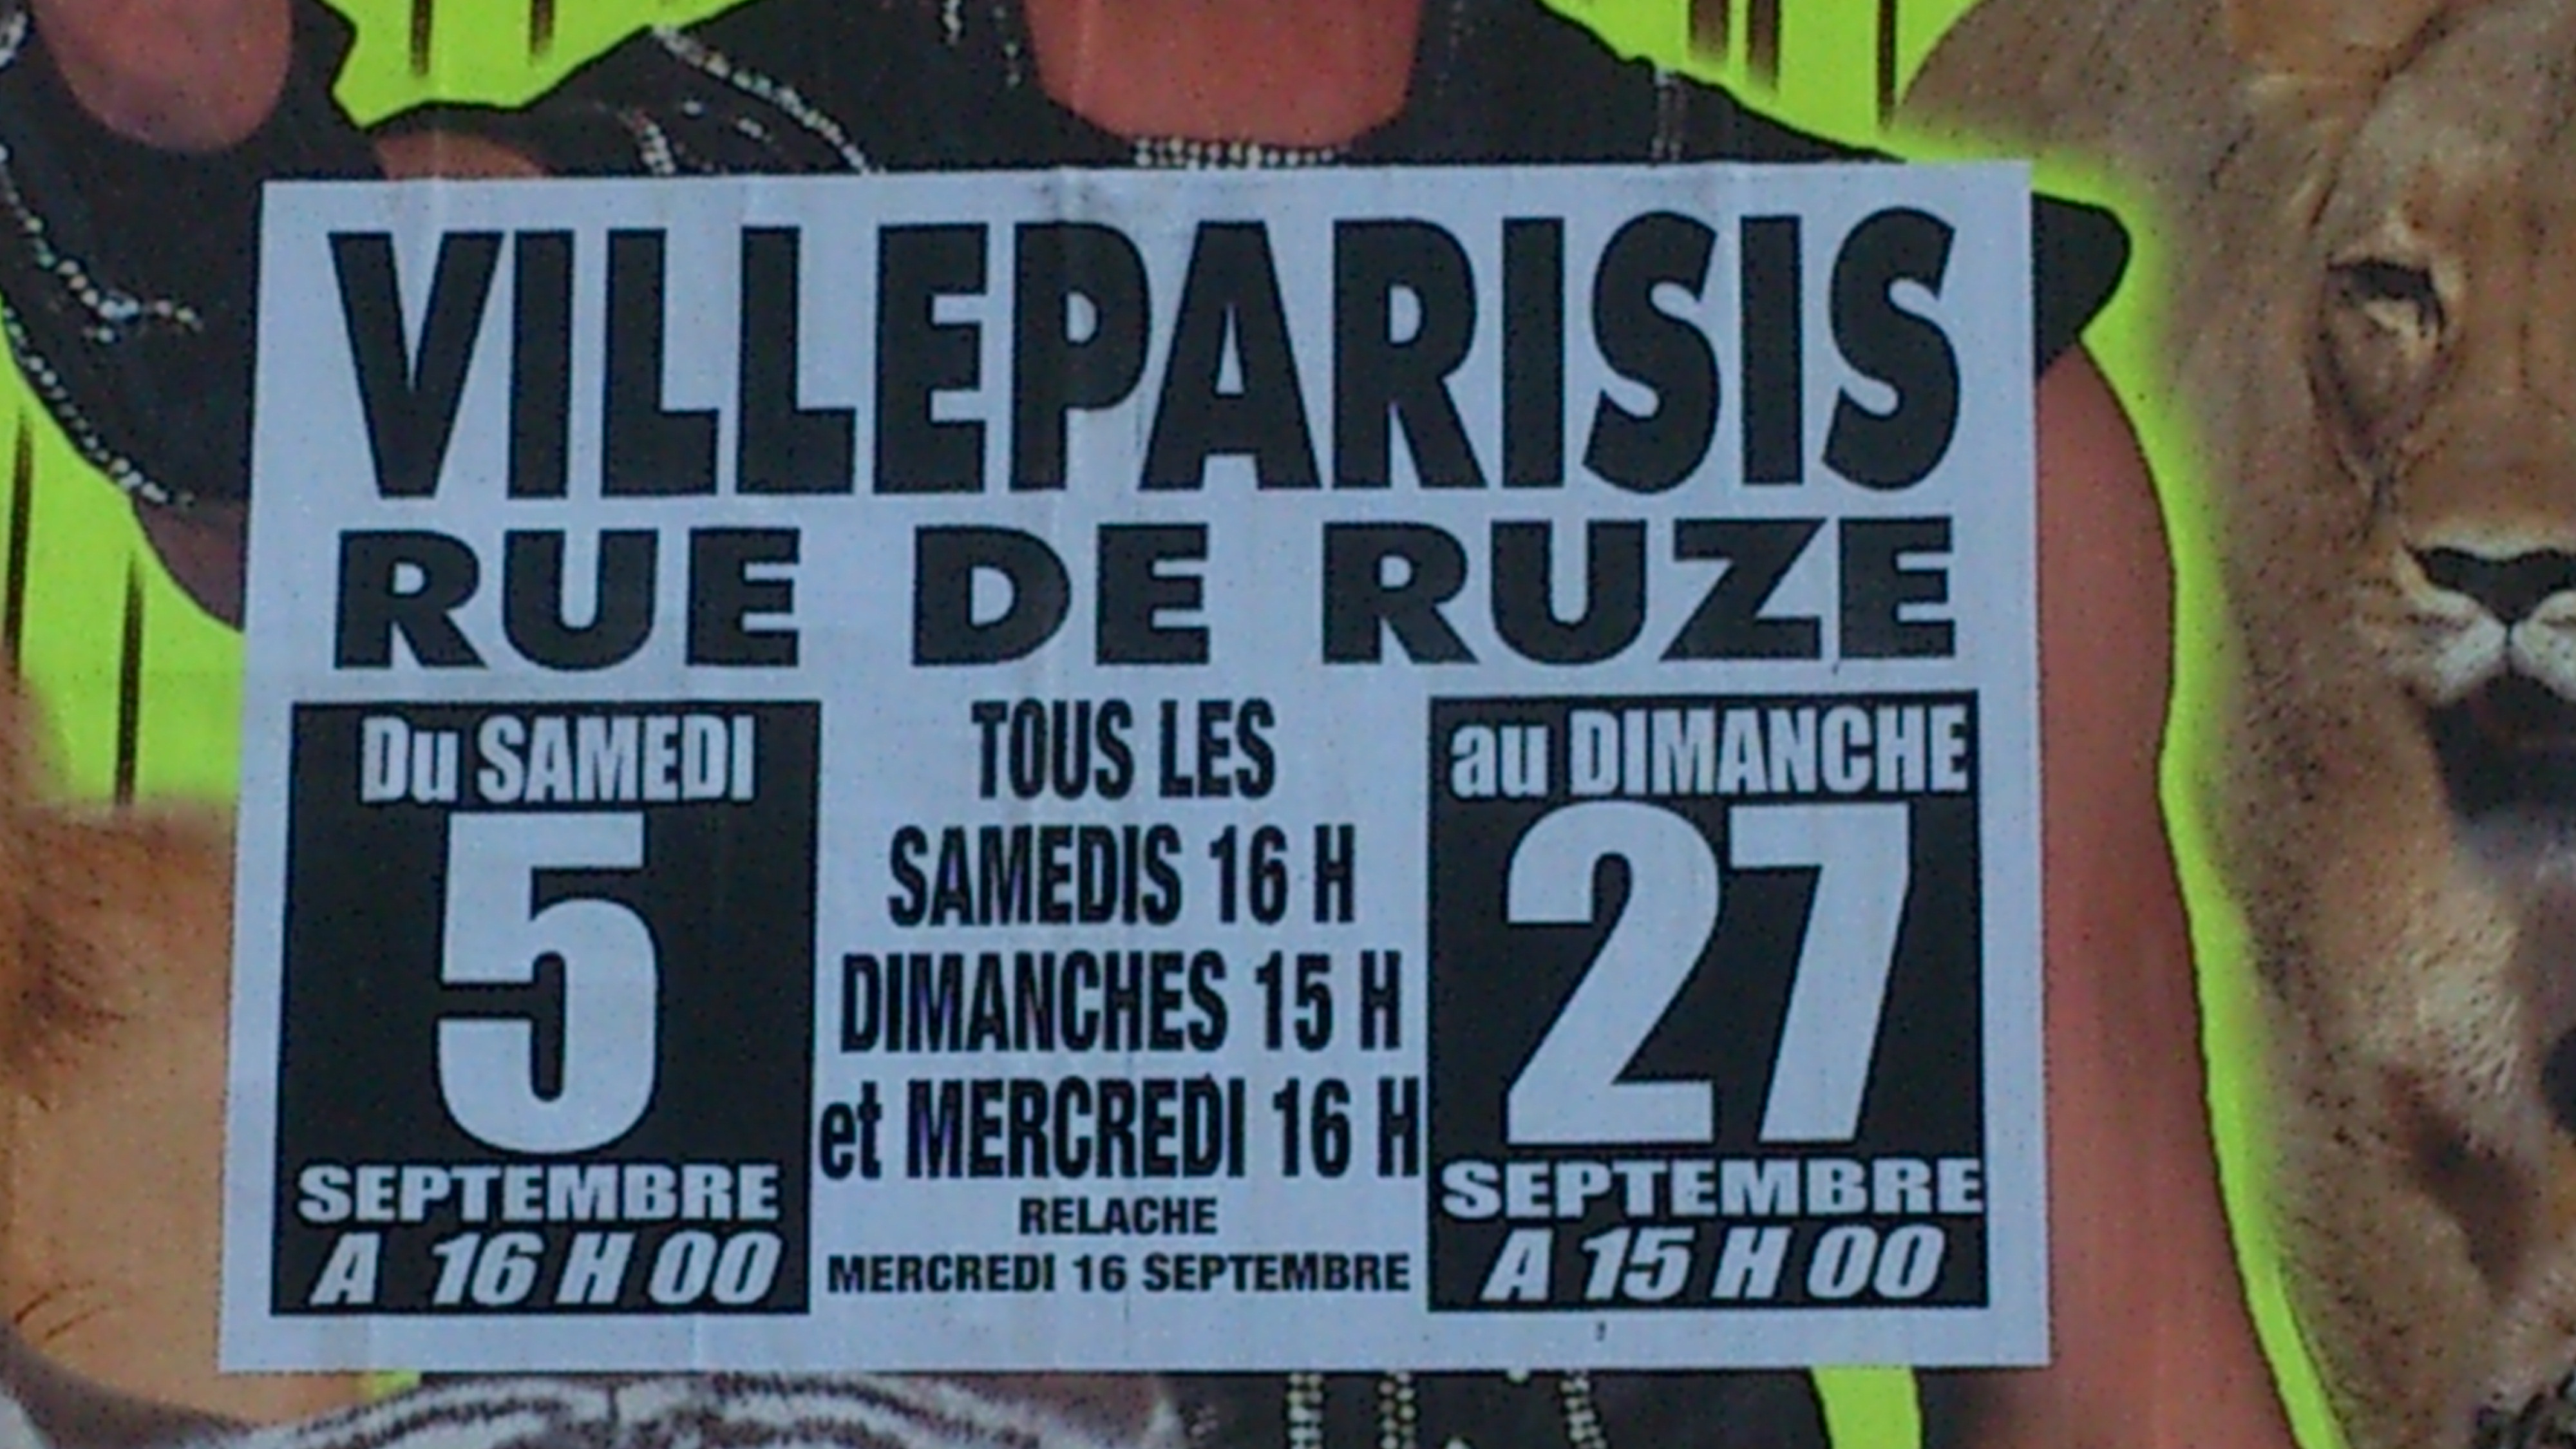 VILLEPARISIS
RUE DE RUZE
Du SAMEDI
5
SEPTEMBRE
A 16 H 00
TOUS LES
SAMEDIS 16 H
DIMANCHES 15 H
et MERCREDI 16 H
RELACHE
MERCREDI 16 SEPTEMBRE
au DIMANCHE
27
SEPTEMBRE
A 15 H 00